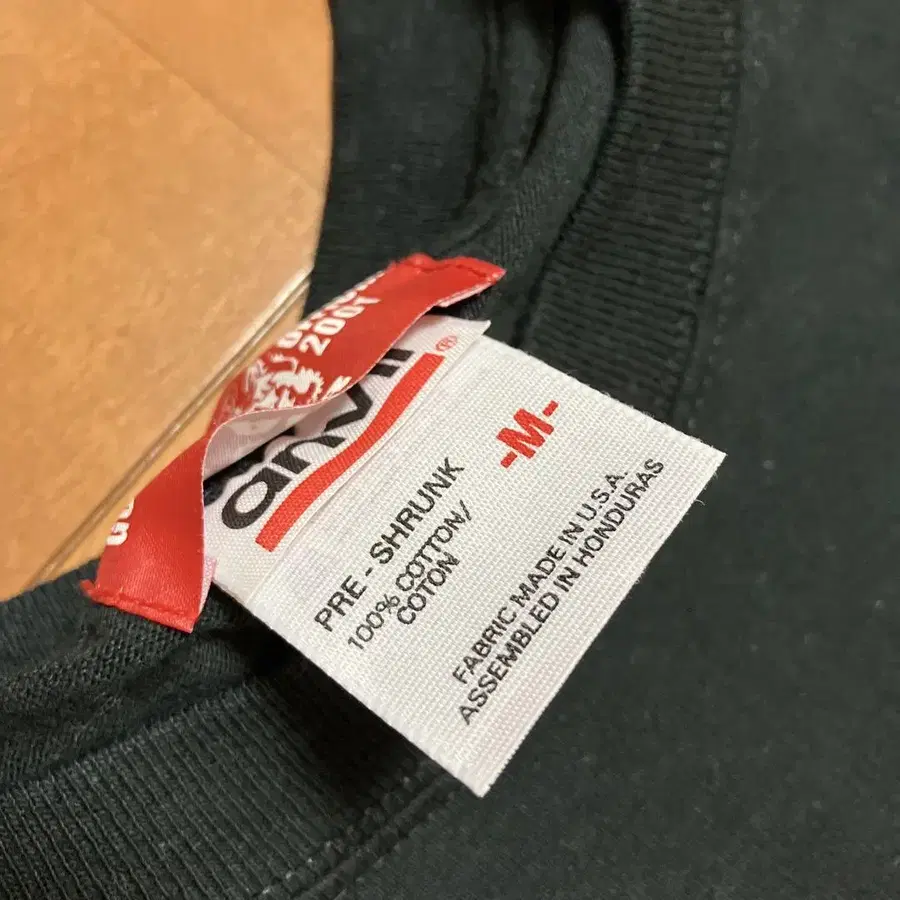 2001
anvil®
-M-
PRE-SHRUNK
100% COTTON/
COTON
FABRIC MADE IN U.S.A.
ASSEMBLED IN HONDURAS